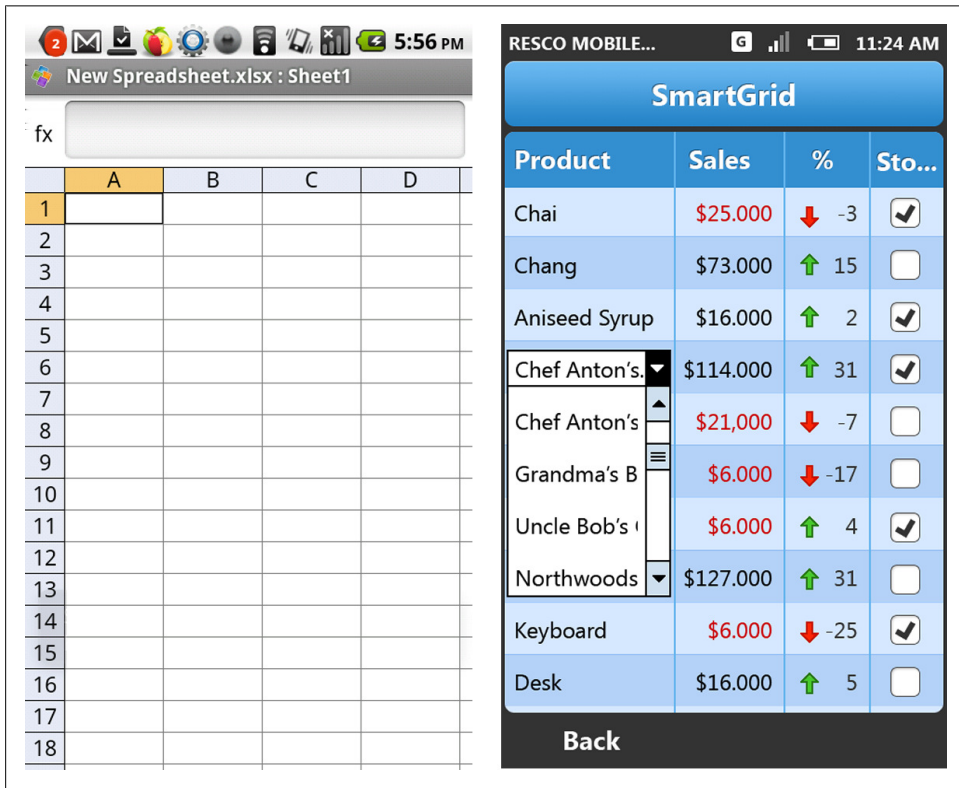 2 5:56 PM
New Spreadsheet.xlsx : Sheet1
fx
A B C D
1
2
3
4
5
6
7
8
9
10
11
12
13
14
15
16
17
18
RESCO MOBILE... G 11:24 AM
SmartGrid
Product Sales % Sto...
Chai $25.000 -3
Chang $73.000 15
Aniseed Syrup $16.000 2
Chef Anton's. $114.000 31
Chef Anton's $21,000 -7
Grandma's B $6.000 -17
Uncle Bob's $6.000 4
Northwoods $127.000 31
Keyboard $6.000 -25
Desk $16.000 5
Back